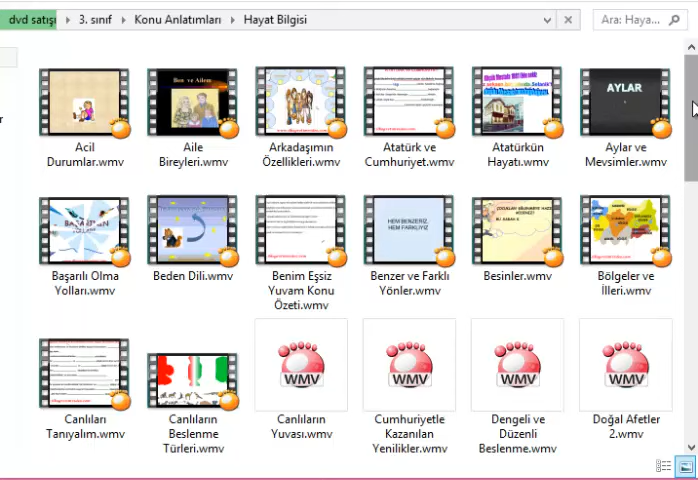 dvd satışı 3. sınıf Konu Anlatımları Hayat Bilgisi
Ara: Haya...
Ben ve Ailem
AYLAR
Acil
Durumlar.wmv
Aile
Bireyleri.wmv
Arkadaşımın
Özellikleri.wmv
Atatürk ve
Cumhuriyet.wmv
Atatürkün
Hayatı.wmv
Aylar ve
Mevsimler.wmv
HEM BENZERİZ,
HEM FARKLIYIZ
Başarılı Olma
Yolları.wmv
Beden Dili.wmv
Benim Eşsiz
Yuvam Konu
Özeti.wmv
Benzer ve Farklı
Yönler.wmv
Besinler.wmv
Bölgeler ve
İlleri.wmv
WMV
WMV
WMV
WMV
Canlıları
Tanıyalım.wmv
Canlıların
Beslenme
Türleri.wmv
Canlıların
Yuvası.wmv
Cumhuriyetle
Kazanılan
Yenilikler.wmv
Dengeli ve
Düzenli
Beslenme.wmv
Doğal Afetler
2.wmv